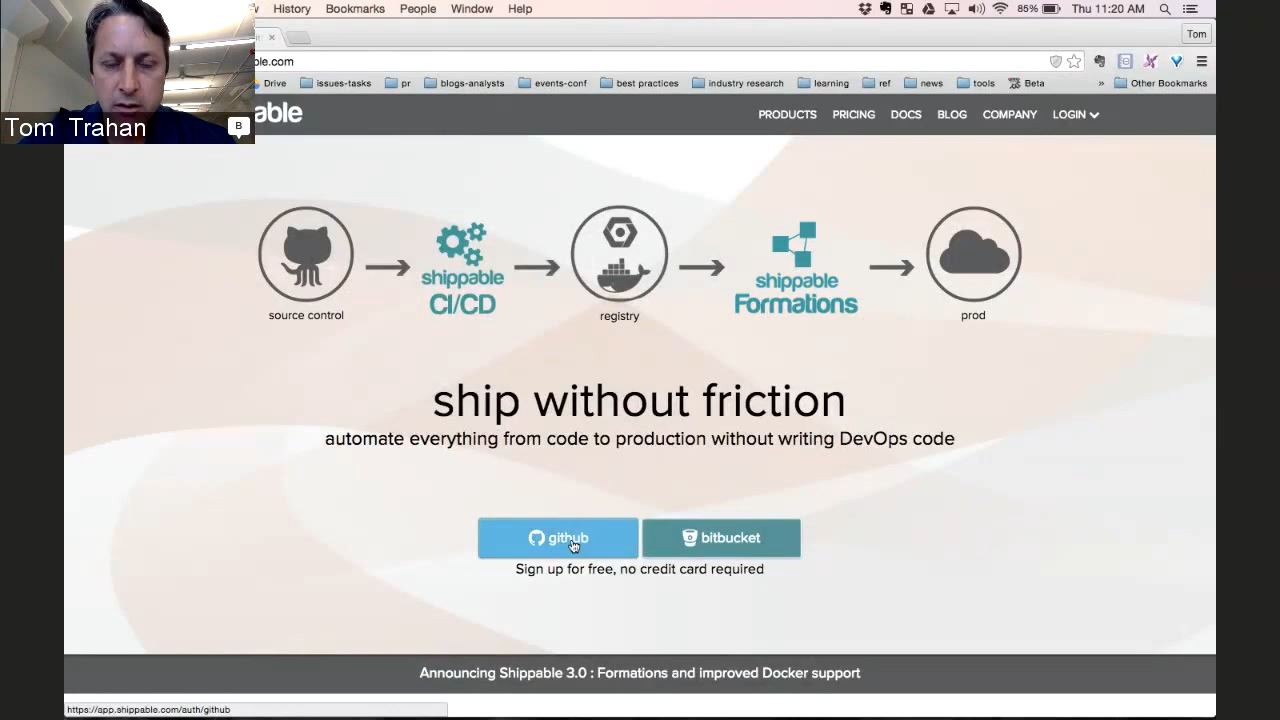 History Bookmarks People Window Help 85% Thu 11:20 AM
Tom
ble.com
Drive issues-tasks pr blogs-analysts events-conf best practices industry research learning ref news tools Beta » Other Bookmarks
Tom Trahan B
able PRODUCTS PRICING DOCS BLOG COMPANY LOGIN
shippable
CI/CD
shippable
Formations
source control registry prod
ship without friction
automate everything from code to production without writing DevOps code
github bitbucket
Sign up for free, no credit card required
Announcing Shippable 3.0 : Formations and improved Docker support
https://app.shippable.com/auth/github